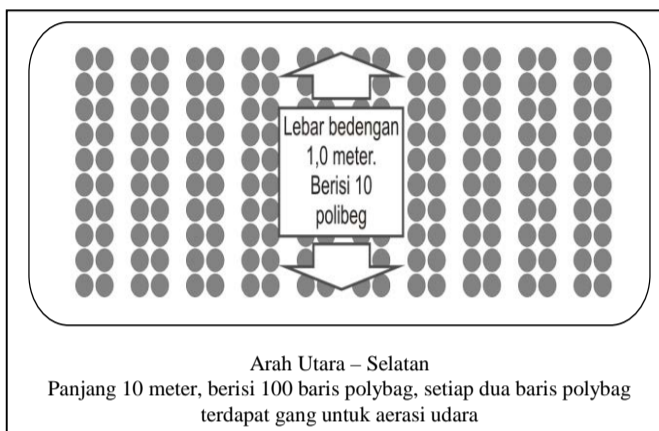 Lebar bedengan
1,0 meter.
Berisi 10
polibeg
Arah Utara – Selatan
Panjang 10 meter, berisi 100 baris polybag, setiap dua baris polybag
terdapat gang untuk aerasi udara